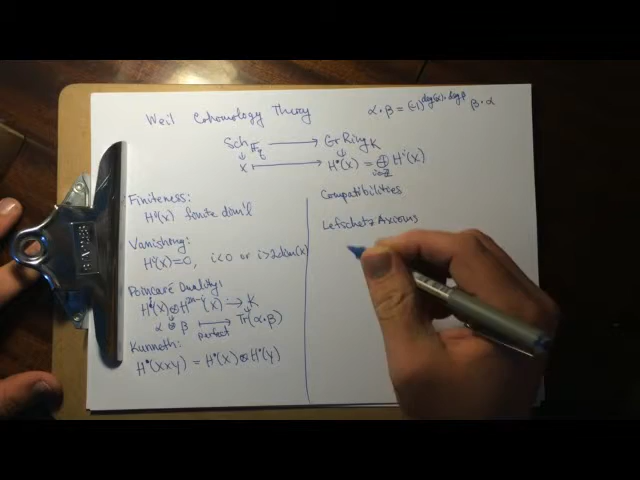 Weil Cohomology Theory
α·β = (-1)^{deg(α)·deg β} β·α
Sch_{F_q} → GrRing_K
X ↦ H^•(X) = ⊕_{i∈Z} H^i(X)
Finiteness:
H^i(X) finite dim'l
Vanishing:
H^i(X)=0, i<0 or i>2dim(X)
Poincaré Duality:
H^i(X)⊗H^{2n-i}(X) → K
α ⊗ β ↦ Tr(α·β)
perfect
Kunneth:
H^•(X×Y) = H^•(X)⊗H^•(Y)
Compatibilities
Lefschetz Axioms